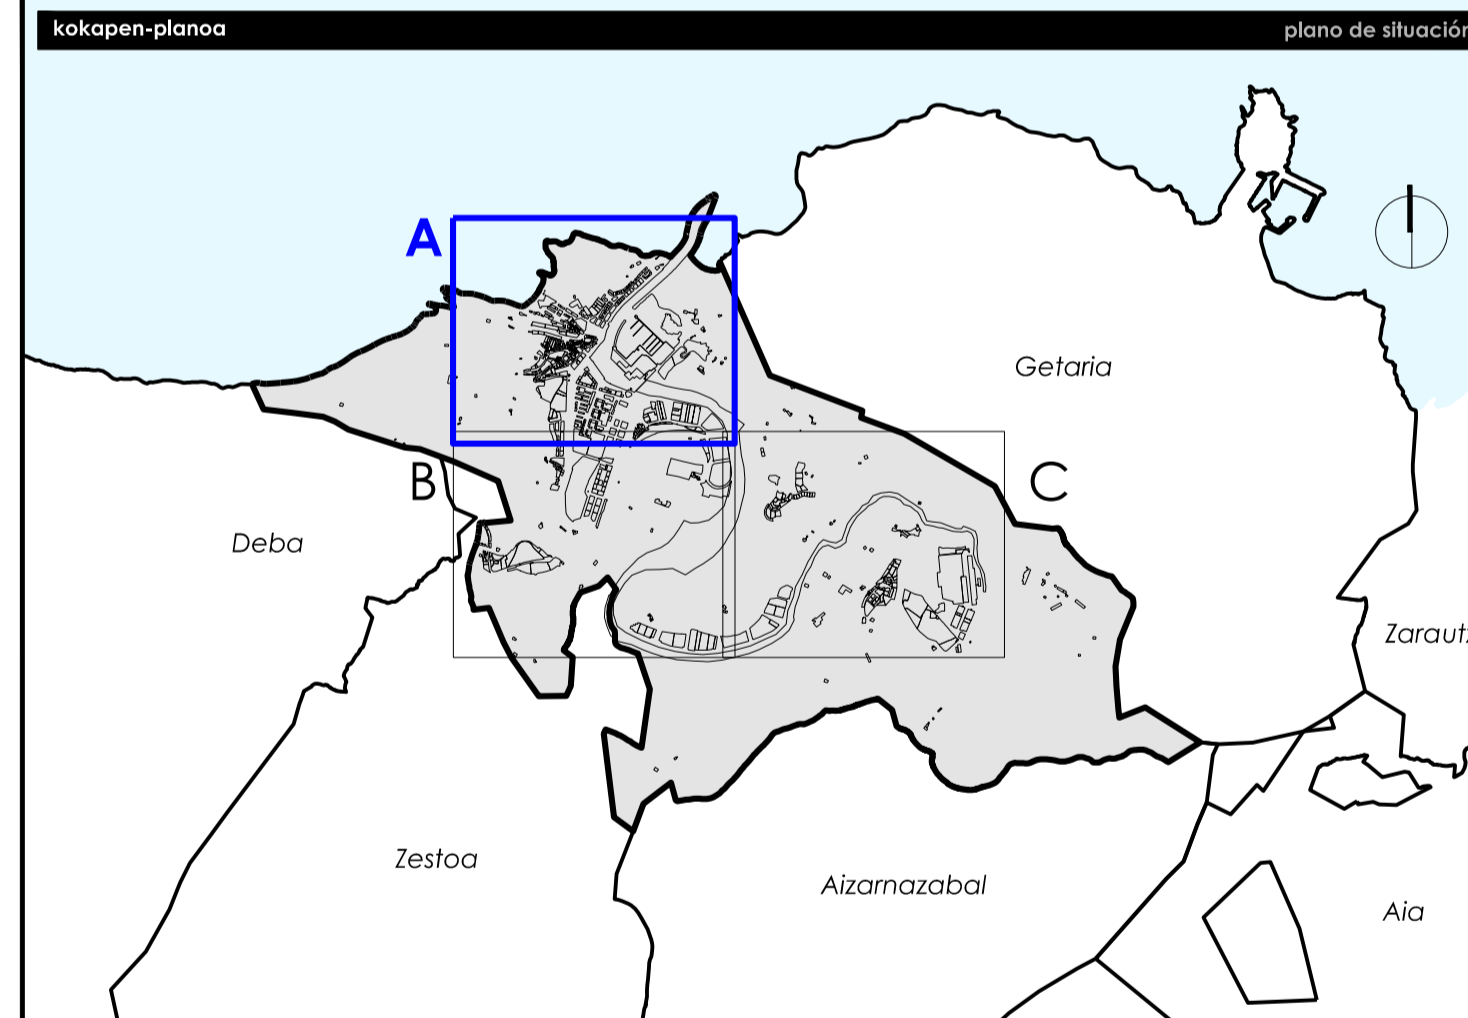 kokapen-planoa
plano de situación
A
Getaria
B
C
Deba
Zarautz
Zestoa
Aizarnazabal
Aia